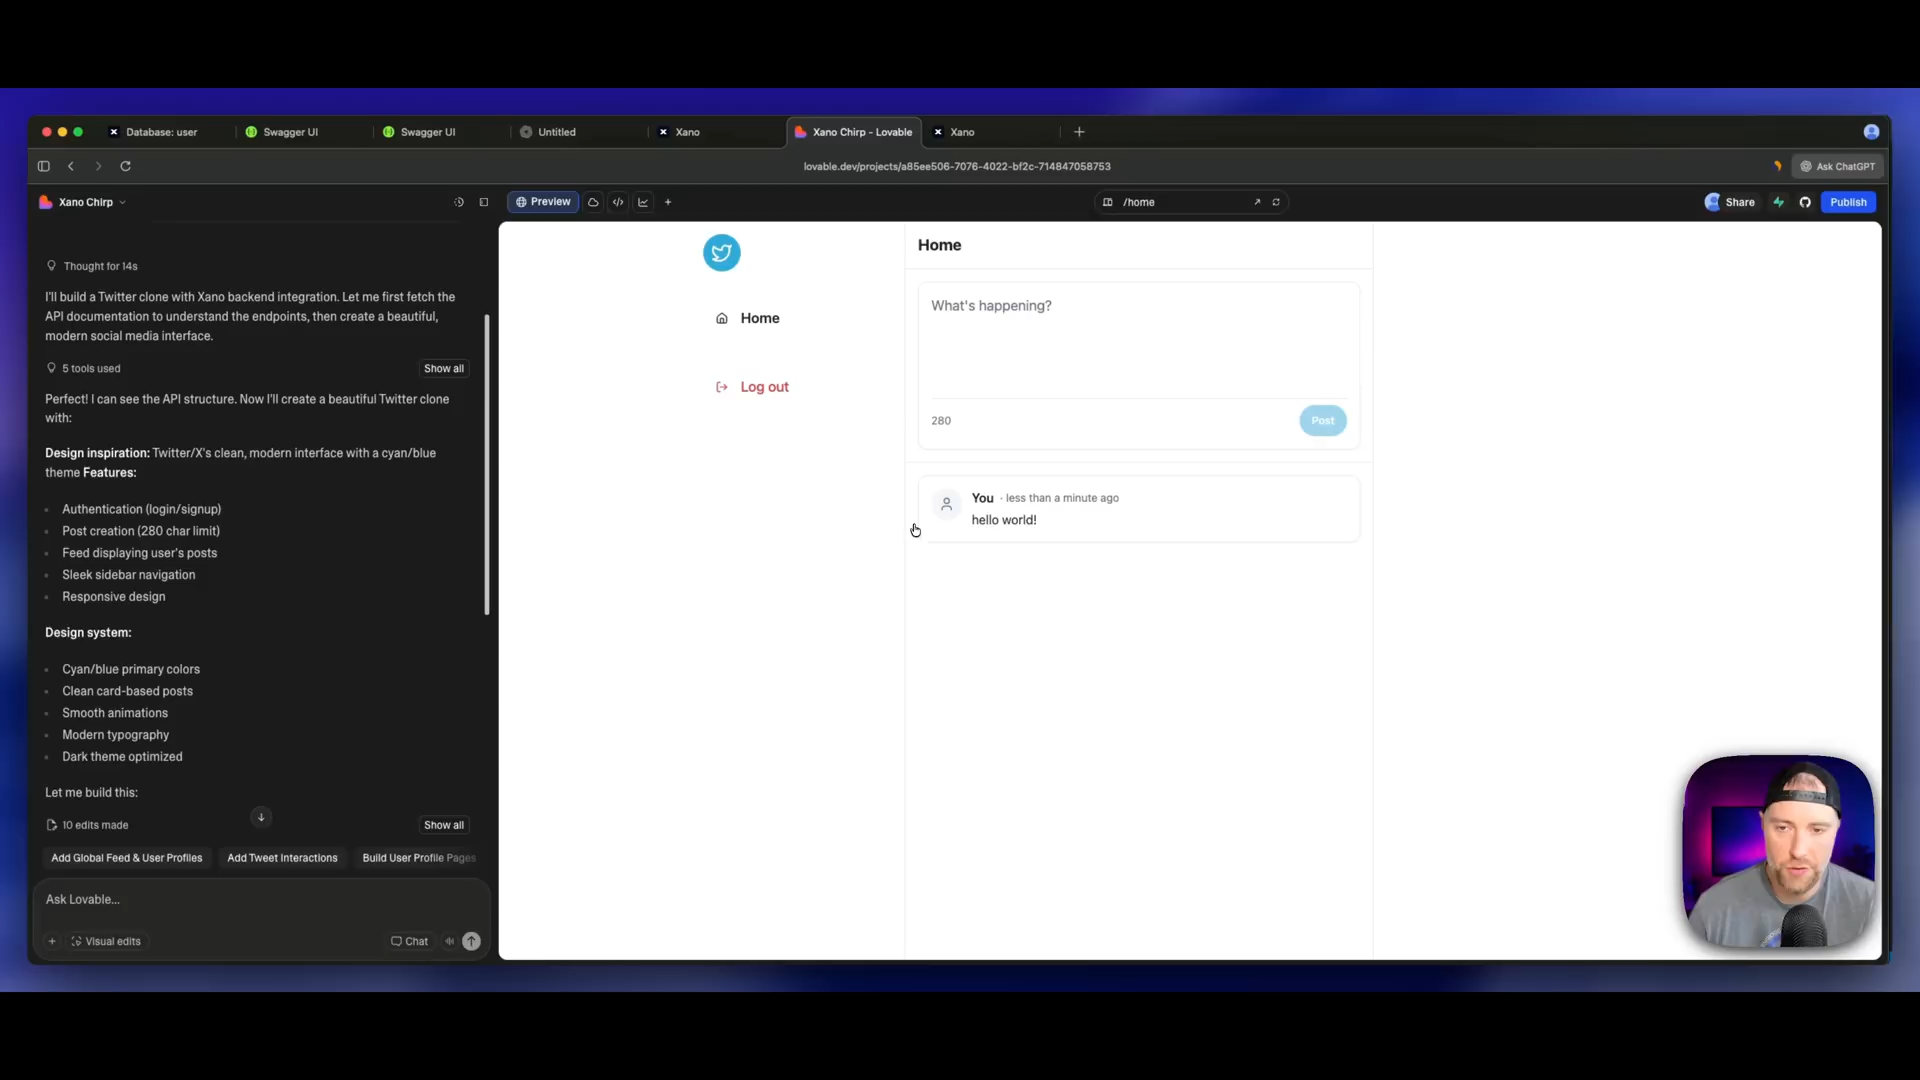 Database: user
Swagger UI
Swagger UI
Untitled
Xano
Xano Chirp - Lovable
Xano
lovable.dev/projects/a85ee506-7076-4022-bf2c-714847058753
Ask ChatGPT
Xano Chirp
Preview
/home
Share
Publish
Thought for 14s
I'll build a Twitter clone with Xano backend integration. Let me first fetch the
API documentation to understand the endpoints, then create a beautiful,
modern social media interface.
5 tools used
Show all
Perfect! I can see the API structure. Now I'll create a beautiful Twitter clone
with:
Design inspiration: Twitter/X's clean, modern interface with a cyan/blue
theme Features:
Authentication (login/signup)
Post creation (280 char limit)
Feed displaying user's posts
Sleek sidebar navigation
Responsive design
Design system:
Cyan/blue primary colors
Clean card-based posts
Smooth animations
Modern typography
Dark theme optimized
Let me build this:
10 edits made
Show all
Add Global Feed & User Profiles
Add Tweet Interactions
Build User Profile Pages
Ask Lovable...
Visual edits
Chat
Home
Log out
Home
What's happening?
280
Post
You · less than a minute ago
hello world!